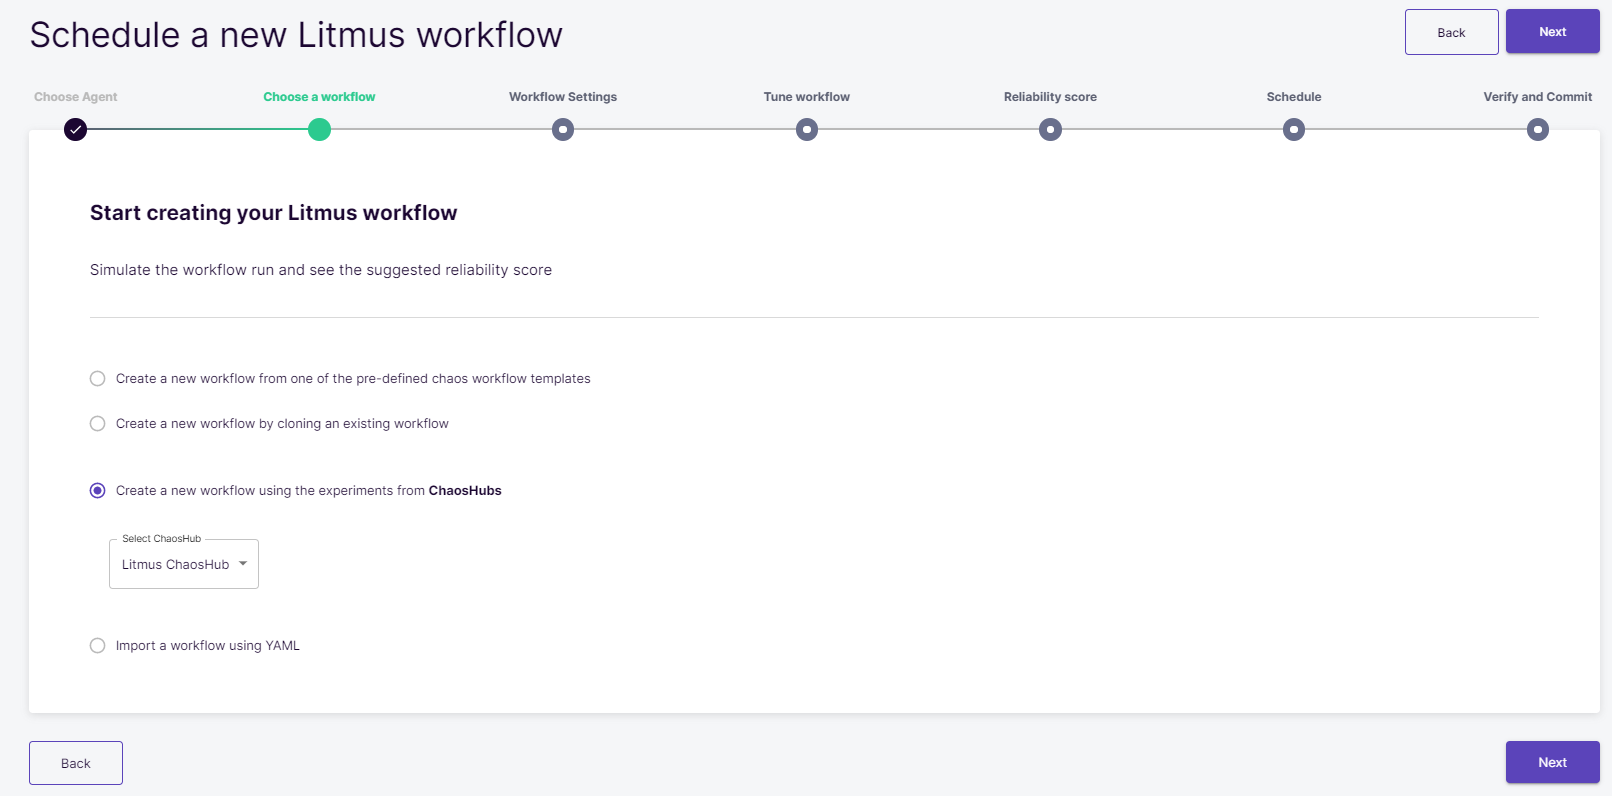 Schedule a new Litmus workflow
Back
Next
Choose Agent
Choose a workflow
Workflow Settings
Tune workflow
Reliability score
Schedule
Verify and Commit
Start creating your Litmus workflow
Simulate the workflow run and see the suggested reliability score
Create a new workflow from one of the pre-defined chaos workflow templates
Create a new workflow by cloning an existing workflow
Create a new workflow using the experiments from ChaosHubs
Select ChaosHub
Litmus ChaosHub
Import a workflow using YAML
Back
Next